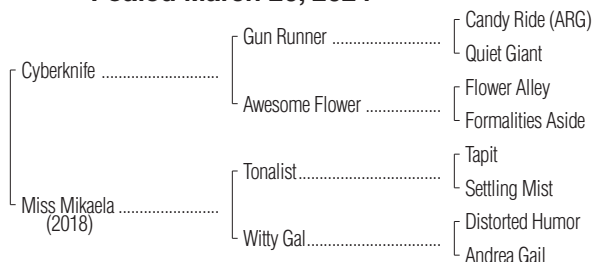 Foaled March 2024
Candy Ride (ARG)
Gun Runner ................................
Quiet Giant
Cyberknife ...................................
Flower Alley
Awesome Flower ......................
Formalities Aside
Tapit
Tonalist.........................................
Settling Mist
Miss Mikaela ..............................
(2018)
Distorted Humor
Witty Gal.......................................
Andrea Gail